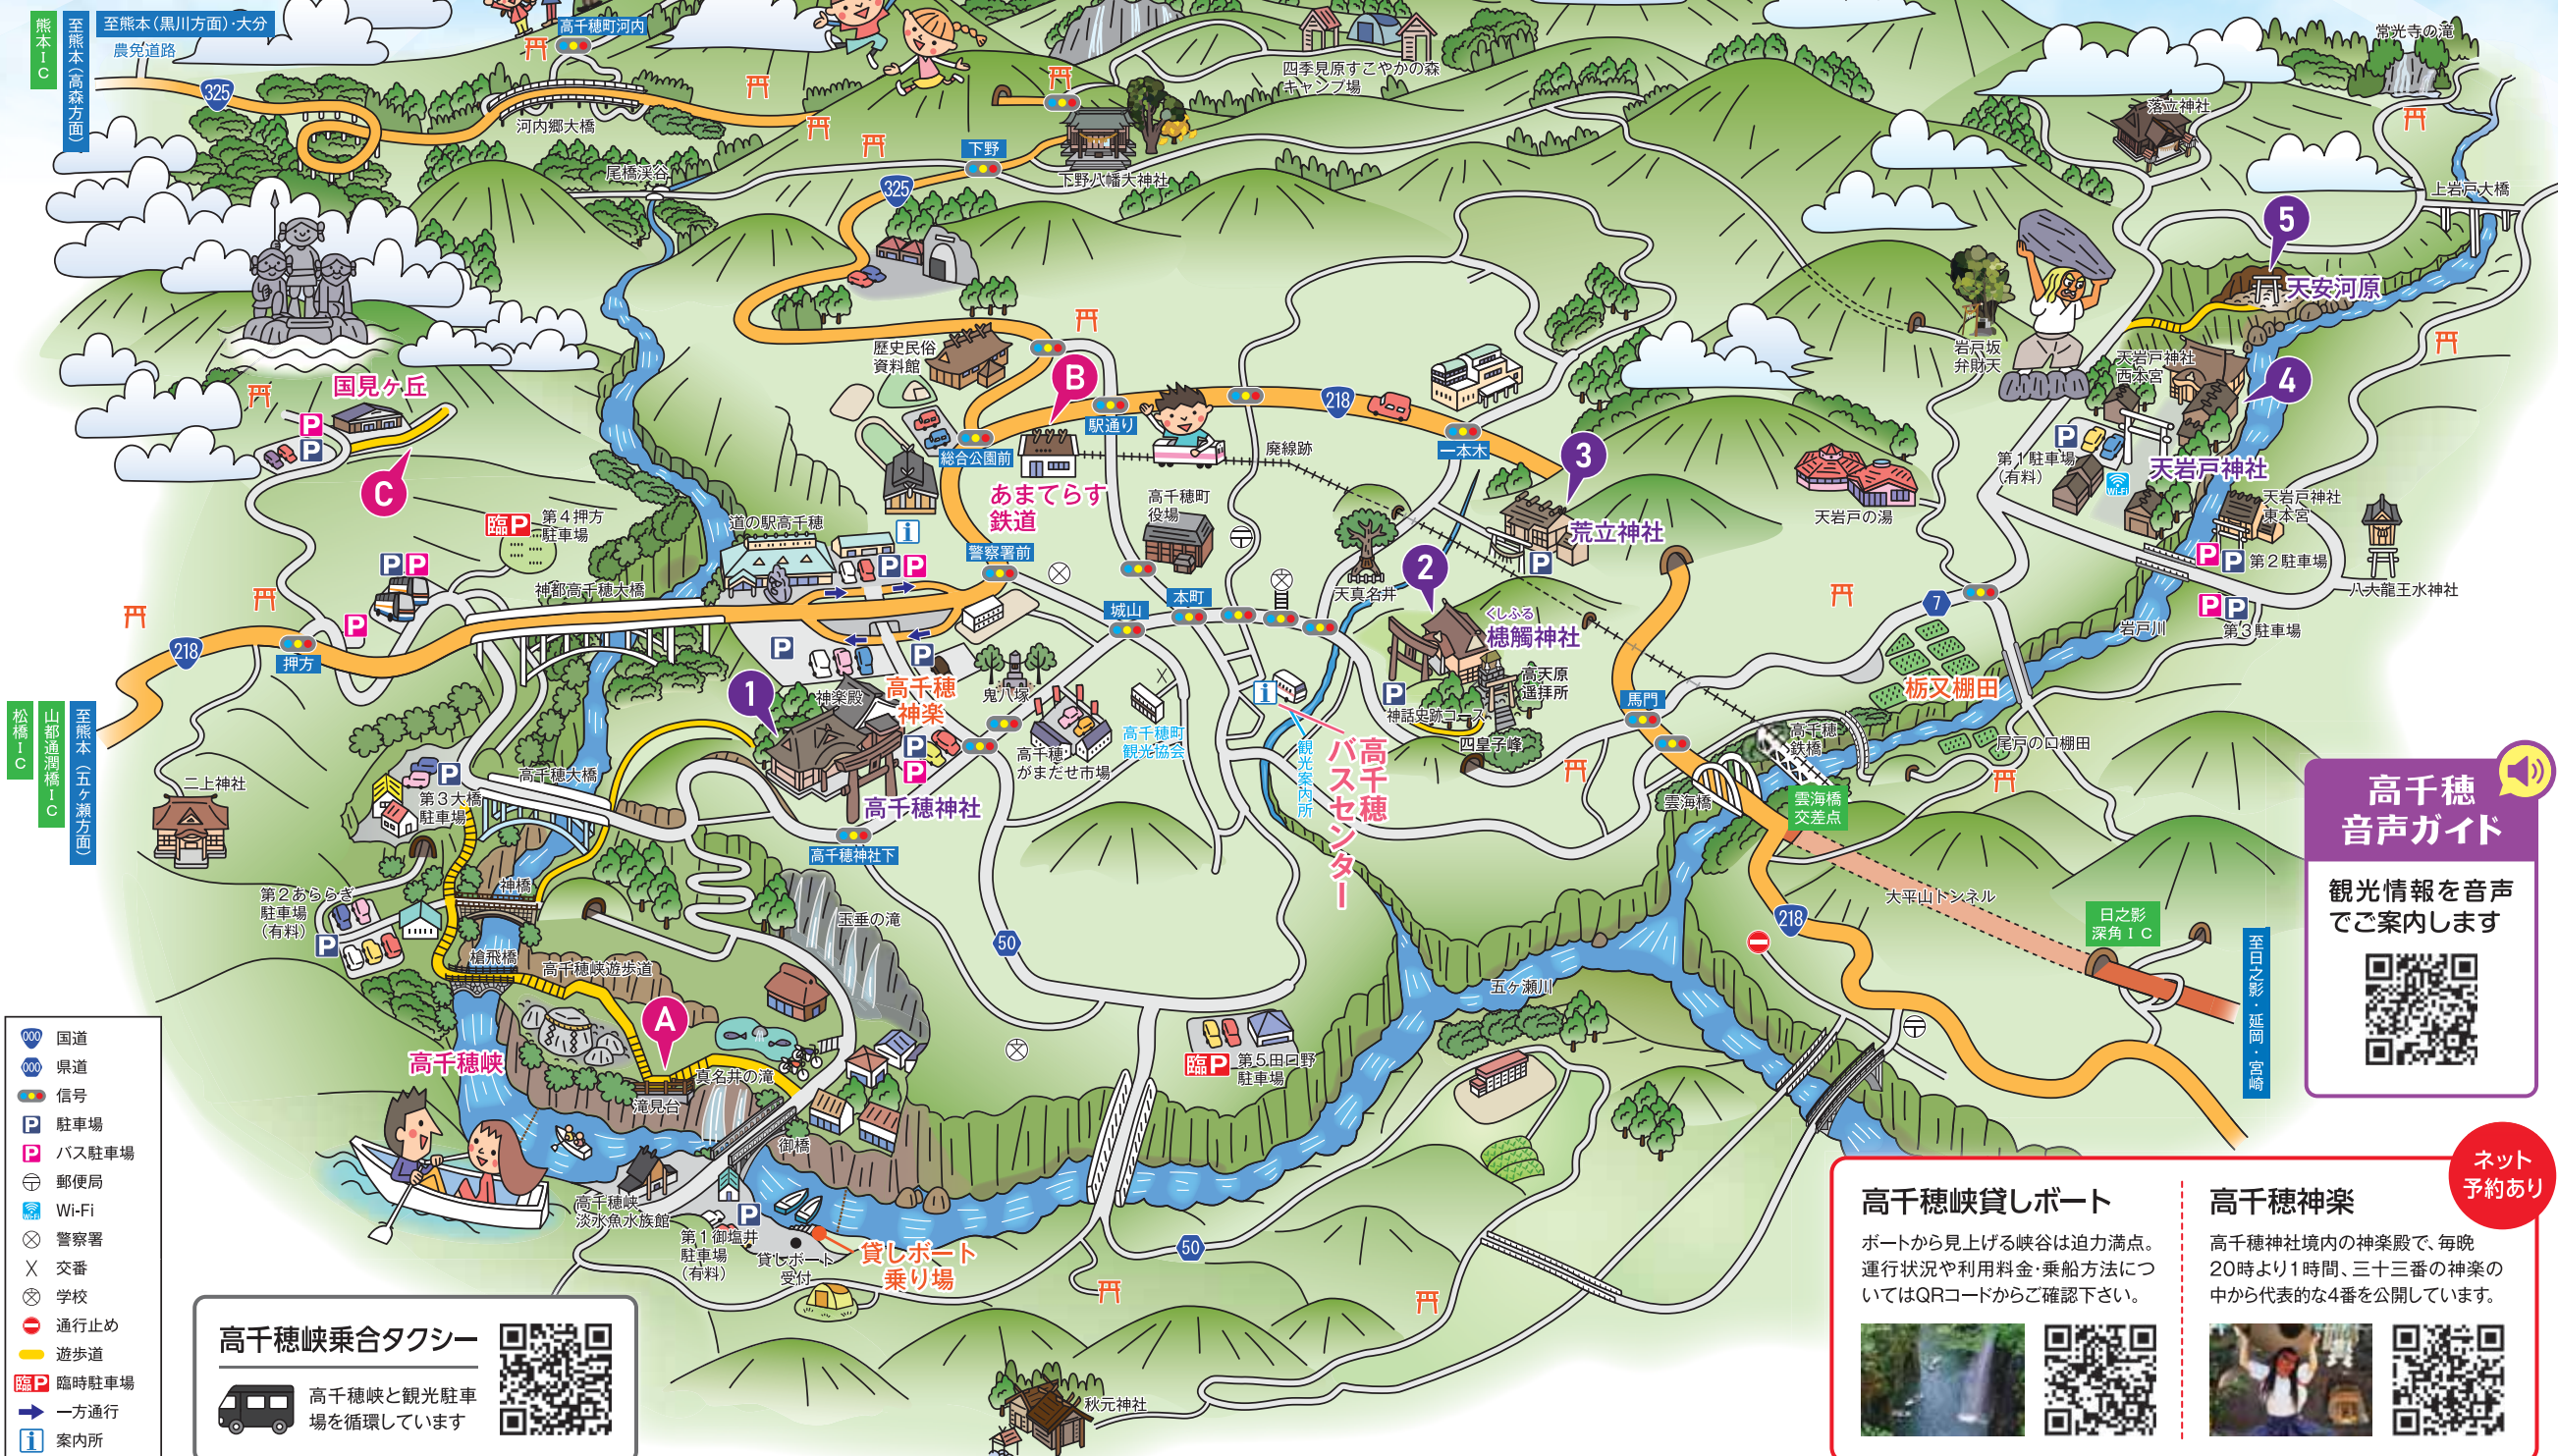 熊本IC
至熊本(高森方面)
至熊本(黒川方面)・大分
農免道路
高千穂町河内
325
河内郷大橋
尾橋渓谷
下野
325
下野八幡大神社
四季見原すこやかの森
キャンプ場
常光寺の滝
落立神社
上岩戸大橋
5
天安河原
岩戸坂
弁財天
天岩戸神社
西本宮
4
国見ヶ丘
P
P
C
歴史民俗
資料館
B
駅通り
総合公園前
218
一本木
廃線跡
あまてらす
鉄道
高千穂町
役場
3
荒立神社
P
天岩戸の湯
P
第1駐車場
(有料)
Wi-Fi
天岩戸神社
天岩戸神社
東本宮
P P 第2駐車場
P P
第3駐車場
八大龍王水神社
岩戸川
7
臨P
第4押方
駐車場
P P
P
神都高千穂大橋
道の駅高千穂
i
P P
警察署前
城山
本町
天真名井
2
くしふる
槵觸神社
高天原
遥拝所
P
神話史跡コース
四皇子峰
218
押方
P
P
1
神楽殿
高千穂
神楽
鬼八塚
P
P
高千穂神社
高千穂
がまだせ市場
高千穂町
観光協会
i
観光案内所
高千穂
バスセンター
馬門
高千穂
鉄橋
雲海橋
雲海橋
交差点
栃又棚田
尾戸の口棚田
松橋IC
山都通潤橋IC
至熊本(五ヶ瀬方面)
二上神社
P
第3大橋
駐車場
高千穂大橋
高千穂神社下
第2あららぎ
駐車場
(有料)
P
神橋
槍飛橋
高千穂峡遊歩道
玉垂の滝
A
高千穂峡
真名井の滝
滝見台
御橋
高千穂峡
淡水魚水族館
P
第1御塩井
駐車場
(有料)
貸しボート
受付
貸しボート
乗り場
50
臨P
第5田口野
駐車場
五ヶ瀬川
50
218
大平山トンネル
日之影
深角IC
至日之影・延岡・宮崎
秋元神社
高千穂
音声ガイド
観光情報を音声
でご案内します
000 国道
000 県道
信号
P 駐車場
P バス駐車場
郵便局
Wi-Fi Wi-Fi
警察署
X 交番
学校
通行止め
遊歩道
臨P 臨時駐車場
一方通行
i 案内所
高千穂峡乗合タクシー
高千穂峡と観光駐車
場を循環しています
ネット
予約あり
高千穂峡貸しボート
ボートから見上げる峡谷は迫力満点。
運行状況や利用料金・乗船方法につ
いてはQRコードからご確認下さい。
高千穂神楽
高千穂神社境内の神楽殿で、毎晩
20時より1時間、三十三番の神楽の
中から代表的な4番を公開しています。